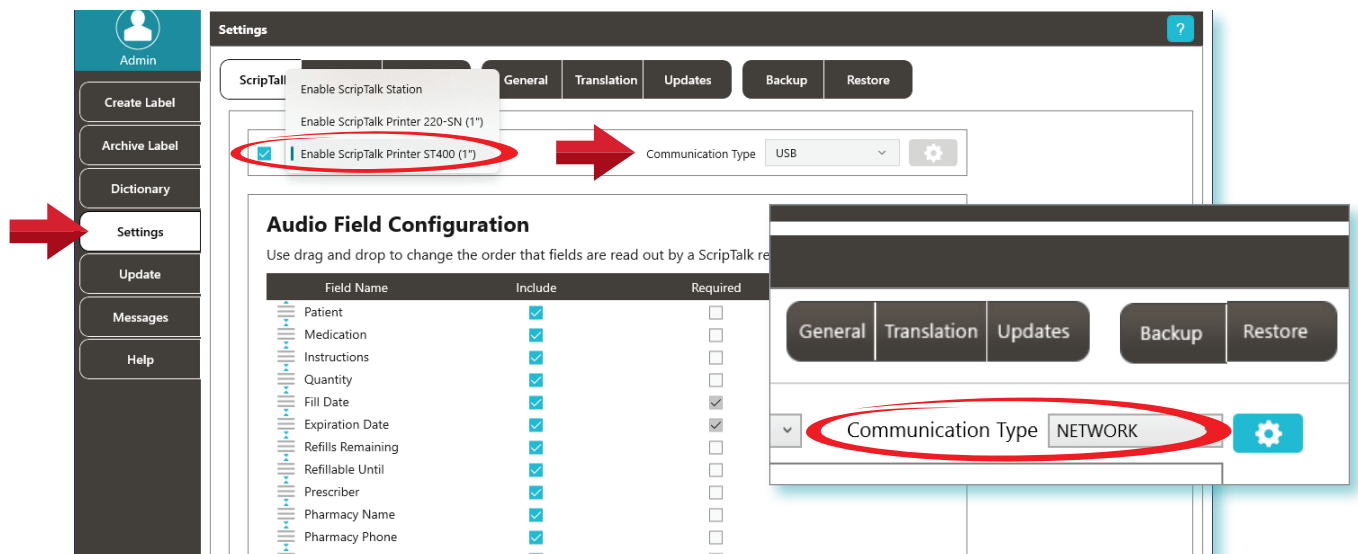 Settings
?
Admin
ScripTalk
General
Translation
Updates
Backup
Restore
Enable ScripTalk Station
Enable ScripTalk Printer 220-SN (1")
Enable ScripTalk Printer ST400 (1")
Communication Type
USB
Create Label
Archive Label
Dictionary
Settings
Update
Messages
Help
Audio Field Configuration
Use drag and drop to change the order that fields are read out by a ScripTalk re
Field Name Include Required
Patient
Medication
Instructions
Quantity
Fill Date
Expiration Date
Refills Remaining
Refillable Until
Prescriber
Pharmacy Name
Pharmacy Phone
General
Translation
Updates
Backup
Restore
Communication Type
NETWORK